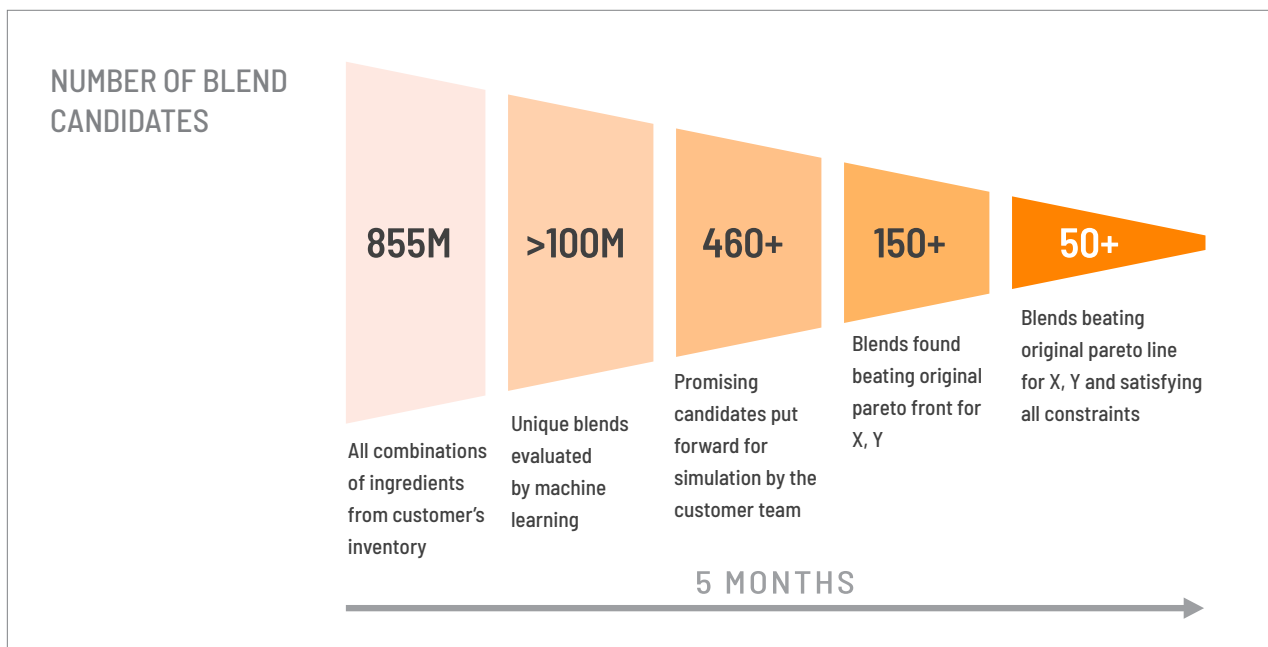 NUMBER OF BLEND
CANDIDATES
855M
>100M
460+
150+
50+
All combinations
of ingredients
from customer's
inventory
Unique blends
evaluated
by machine
learning
Promising
candidates put
forward for
simulation by the
customer team
Blends found
beating original
pareto front for
X, Y
Blends beating
original pareto line
for X, Y and satisfying
all constraints
5 MONTHS